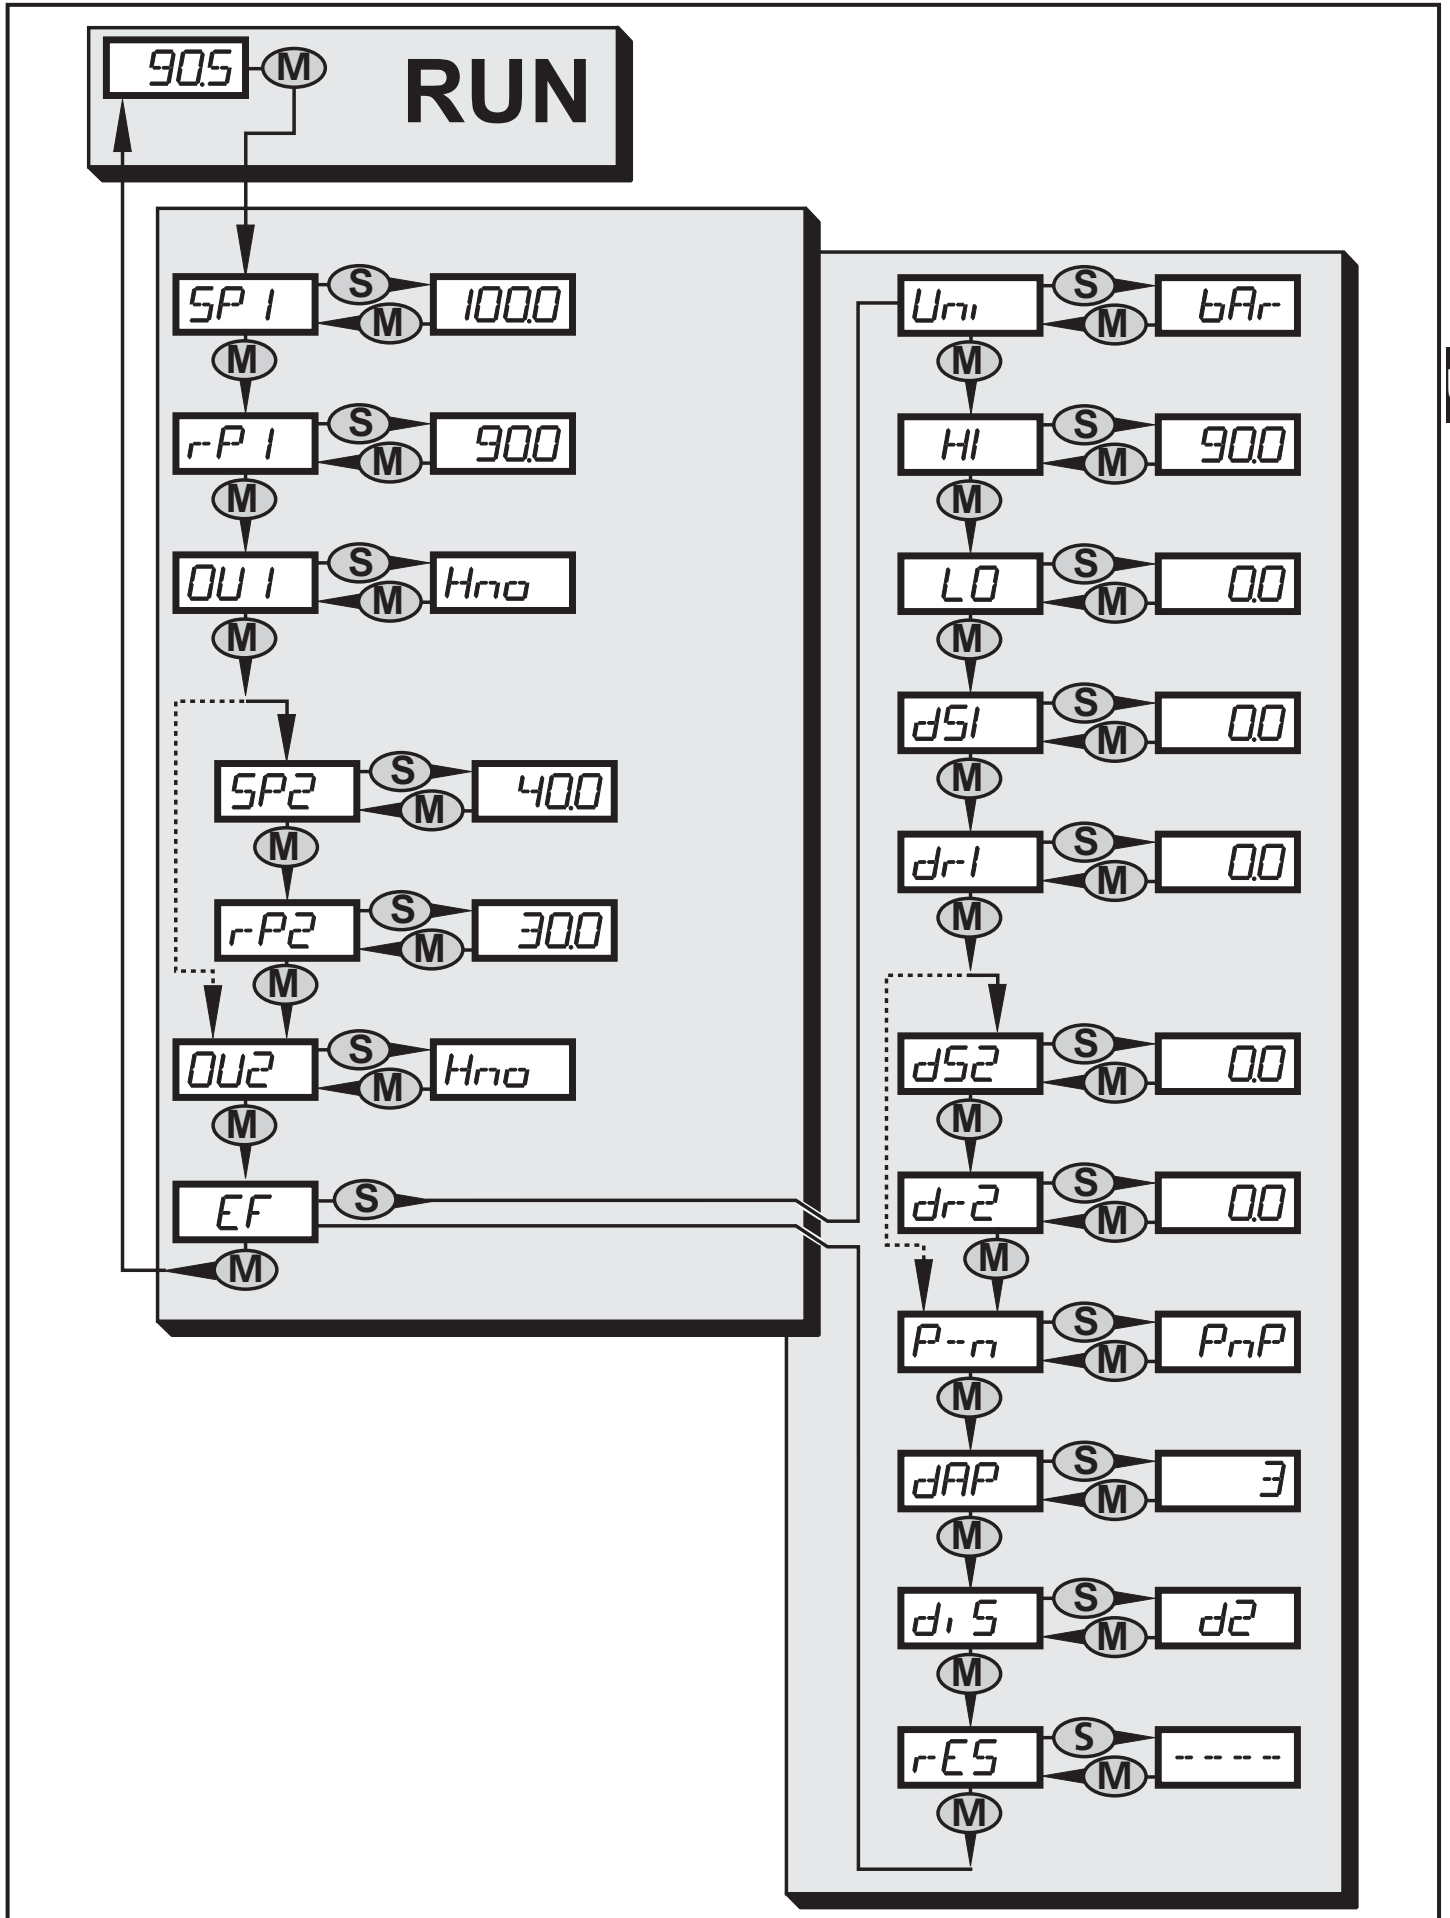 90.5 M RUN
SP1 S 100.0
M
M
rP1 S 90.0
M
M
OU1 S Hno
M
M
SP2 S 40.0
M
M
rP2 S 30.0
M
M
OU2 S Hno
M
M
EF S
M
Uni S bAr
M
M
HI S 90.0
M
M
LO S 0.0
M
M
dS1 S 0.0
M
M
dr1 S 0.0
M
M
dS2 S 0.0
M
M
dr2 S 0.0
M
M
P-n S PnP
M
M
dAP S 3
M
M
diS S d2
M
M
rES S ----
M
M